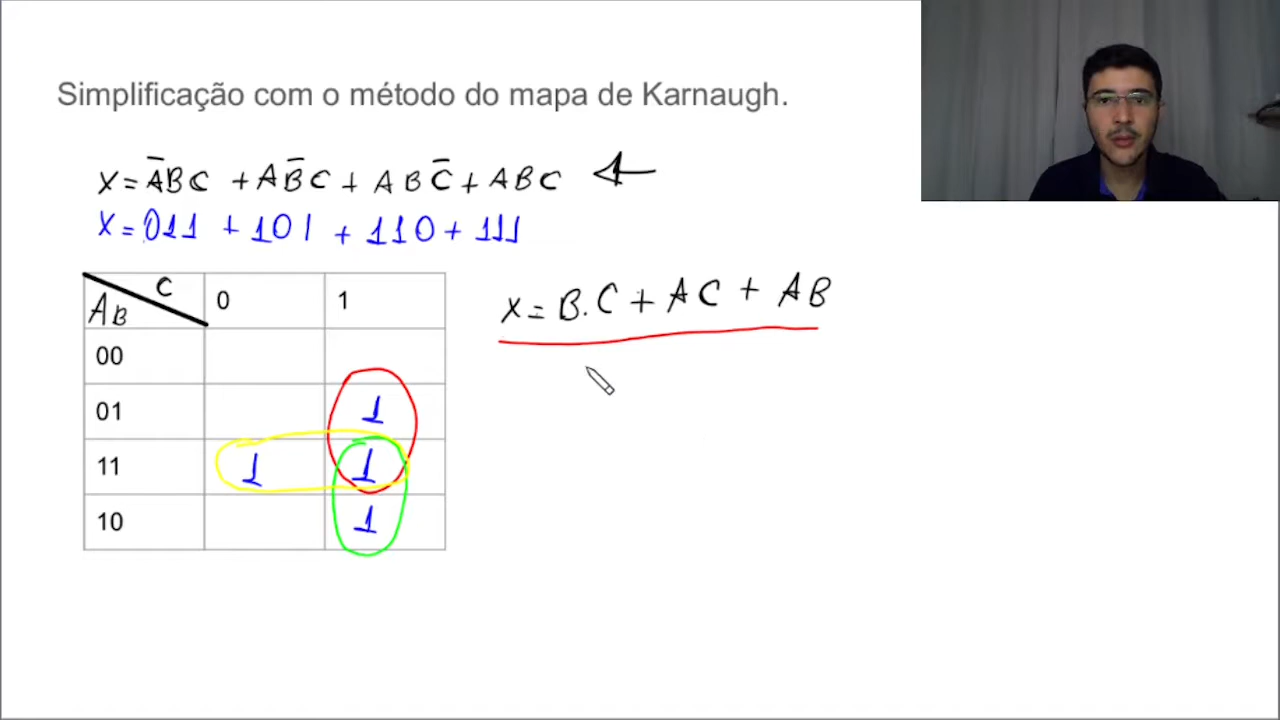 Simplificação com o método do mapa de Karnaugh.
X = A̅BC + AB̅C + ABC̅ + ABC
X = 011 + 101 + 110 + 111
C
AB
0 1
X = B.C + AC + AB
00
01 1
11 1 1
10 1